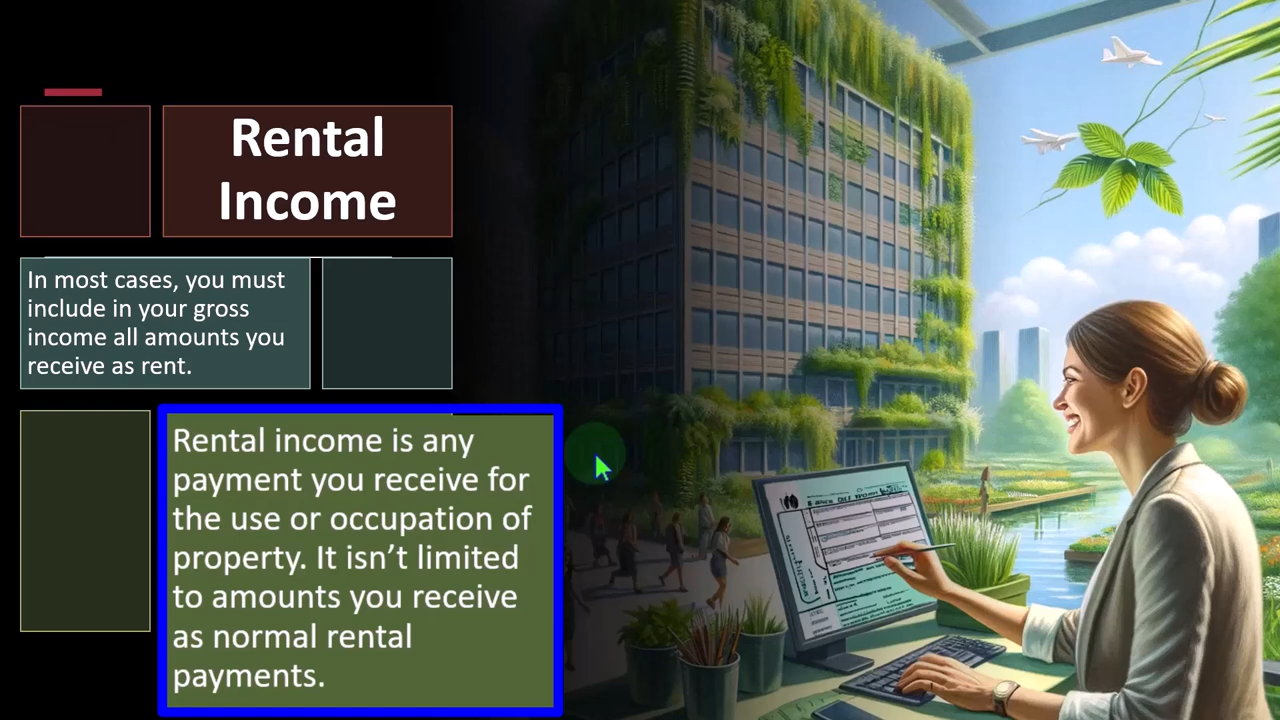 Rental
Income
In most cases, you must
include in your gross
income all amounts you
receive as rent.
Rental income is any
payment you receive for
the use or occupation of
property. It isn’t limited
to amounts you receive
as normal rental
payments.